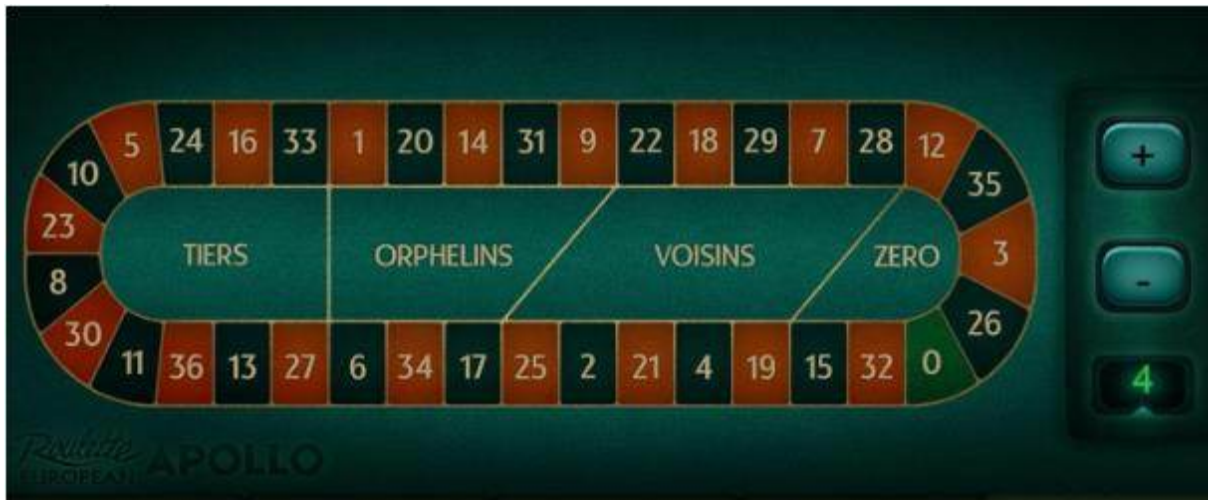 5 24 16 33 1 20 14 31 9 22 18 29 7 28 12
10 35
23 TIERS ORPHELINS VOISINS ZERO 3
8 26
30 11 36 13 27 6 34 17 25 2 21 4 19 15 32 0
+
-
4
Roulette
EUROPEAN APOLLO